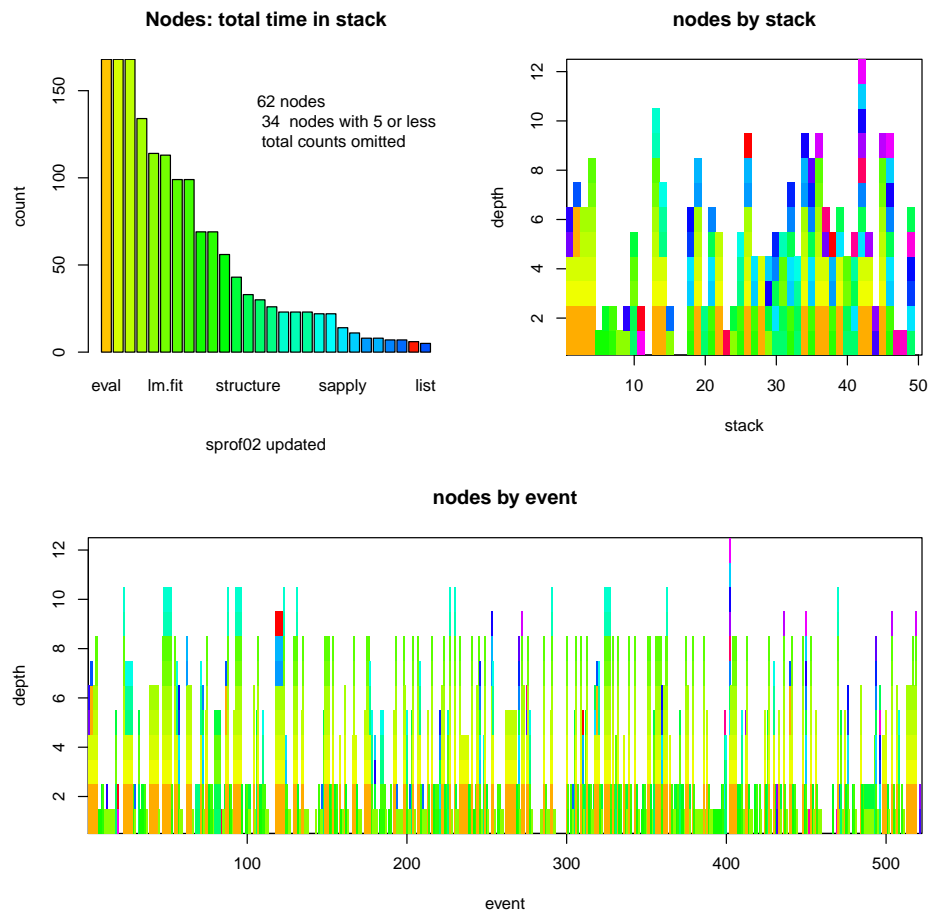 Nodes: total time in stack
62 nodes
34 nodes with 5 or less
total counts omitted
count
0
50
100
150
eval
lm.fit
structure
sapply
list
sprof02 updated
nodes by stack
depth
2
4
6
8
10
12
10
20
30
40
50
stack
nodes by event
depth
2
4
6
8
10
12
100
200
300
400
500
event